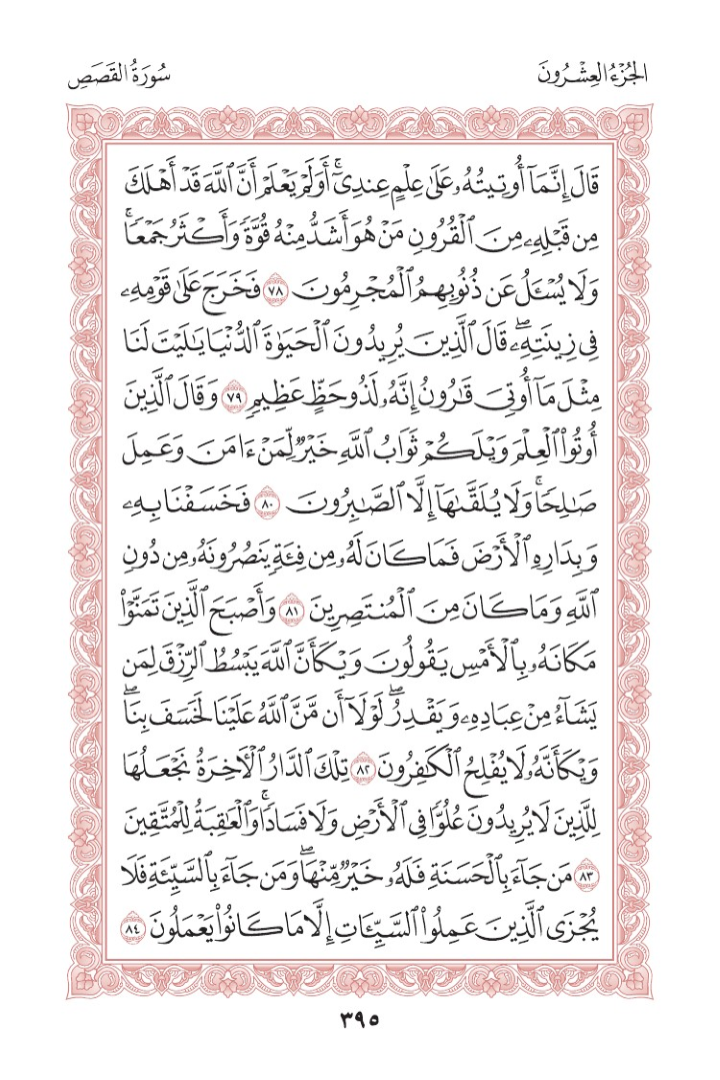 الجُزْءُ العِشْرُونَ
سُورَةُ القَصَصِ
قَالَ إِنَّمَآ أُوتِيتُهُۥ عَلَىٰ عِلْمٍ عِندِىٓۚ أَوَلَمْ يَعْلَمْ أَنَّ ٱللَّهَ قَدْ أَهْلَكَ
مِن قَبْلِهِۦ مِنَ ٱلْقُرُونِ مَنْ هُوَ أَشَدُّ مِنْهُ قُوَّةً وَأَكْثَرُ جَمْعًاۚ
وَلَا يُسْـَٔلُ عَن ذُنُوبِهِمُ ٱلْمُجْرِمُونَ ٧٨ فَخَرَجَ عَلَىٰ قَوْمِهِۦ
فِى زِينَتِهِۦۖ قَالَ ٱلَّذِينَ يُرِيدُونَ ٱلْحَيَوٰةَ ٱلدُّنْيَا يَـٰلَيْتَ لَنَا
مِثْلَ مَآ أُوتِىَ قَـٰرُونُ إِنَّهُۥ لَذُو حَظٍّ عَظِيمٍ ٧٩ وَقَالَ ٱلَّذِينَ
أُوتُوا۟ ٱلْعِلْمَ وَيْلَكُمْ ثَوَابُ ٱللَّهِ خَيْرٌ لِّمَنْ ءَامَنَ وَعَمِلَ
صَـٰلِحًاۚ وَلَا يُلَقَّىٰهَآ إِلَّا ٱلصَّـٰبِرُونَ ٨٠ فَخَسَفْنَا بِهِۦ
وَبِدَارِهِ ٱلْأَرْضَ فَمَا كَانَ لَهُۥ مِن فِئَةٍ يَنصُرُونَهُۥ مِن دُونِ
ٱللَّهِ وَمَا كَانَ مِنَ ٱلْمُنتَصِرِينَ ٨١ وَأَصْبَحَ ٱلَّذِينَ تَمَنَّوْا۟
مَكَانَهُۥ بِٱلْأَمْسِ يَقُولُونَ وَيْكَأَنَّ ٱللَّهَ يَبْسُطُ ٱلرِّزْقَ لِمَن
يَشَآءُ مِنْ عِبَادِهِۦ وَيَقْدِرُۖ لَوْلَآ أَن مَّنَّ ٱللَّهُ عَلَيْنَا لَخَسَفَ بِنَاۖ
وَيْكَأَنَّهُۥ لَا يُفْلِحُ ٱلْكَـٰفِرُونَ ٨٢ تِلْكَ ٱلدَّارُ ٱلْـَٔاخِرَةُ نَجْعَلُهَا
لِلَّذِينَ لَا يُرِيدُونَ عُلُوًّا فِى ٱلْأَرْضِ وَلَا فَسَادًاۚ وَٱلْعَـٰقِبَةُ لِلْمُتَّقِينَ
٨٣ مَن جَآءَ بِٱلْحَسَنَةِ فَلَهُۥ خَيْرٌ مِّنْهَاۖ وَمَن جَآءَ بِٱلسَّيِّئَةِ فَلَا
يُجْزَى ٱلَّذِينَ عَمِلُوا۟ ٱلسَّيِّـَٔاتِ إِلَّا مَا كَانُوا۟ يَعْمَلُونَ ٨٤
٣٩٥